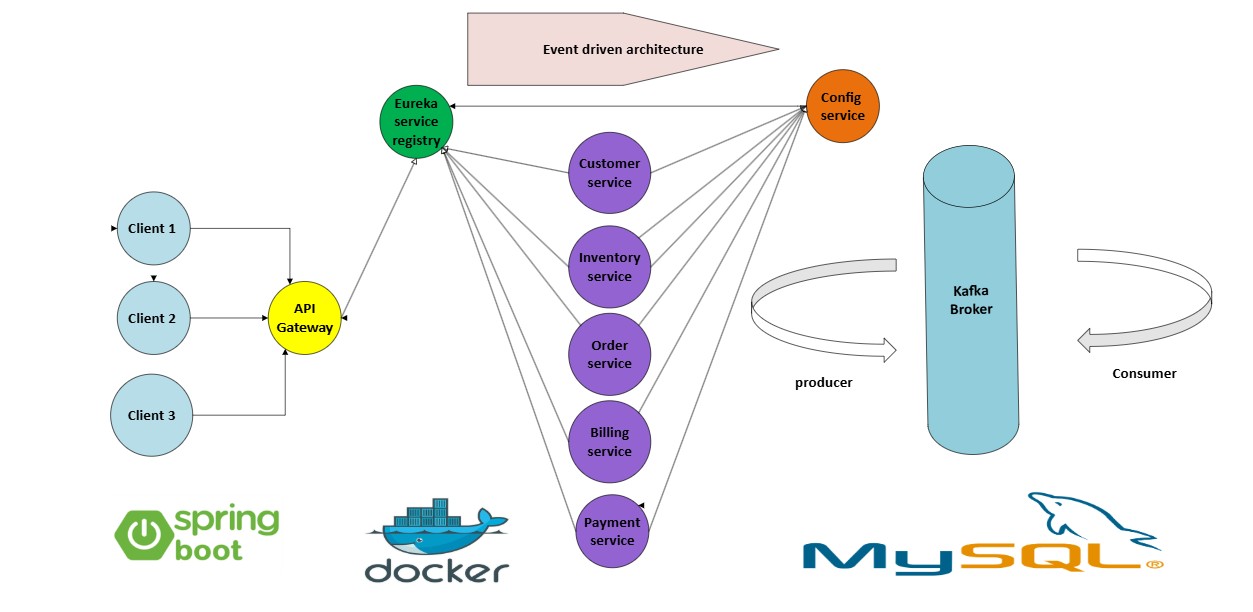 Event driven architecture
Eureka
service
registry
Config
service
Customer
service
Client 1
Inventory
service
Client 2
API
Gateway
Kafka
Broker
Order
service
producer
Consumer
Client 3
Billing
service
Payment
service
spring
boot
docker
MySQL®